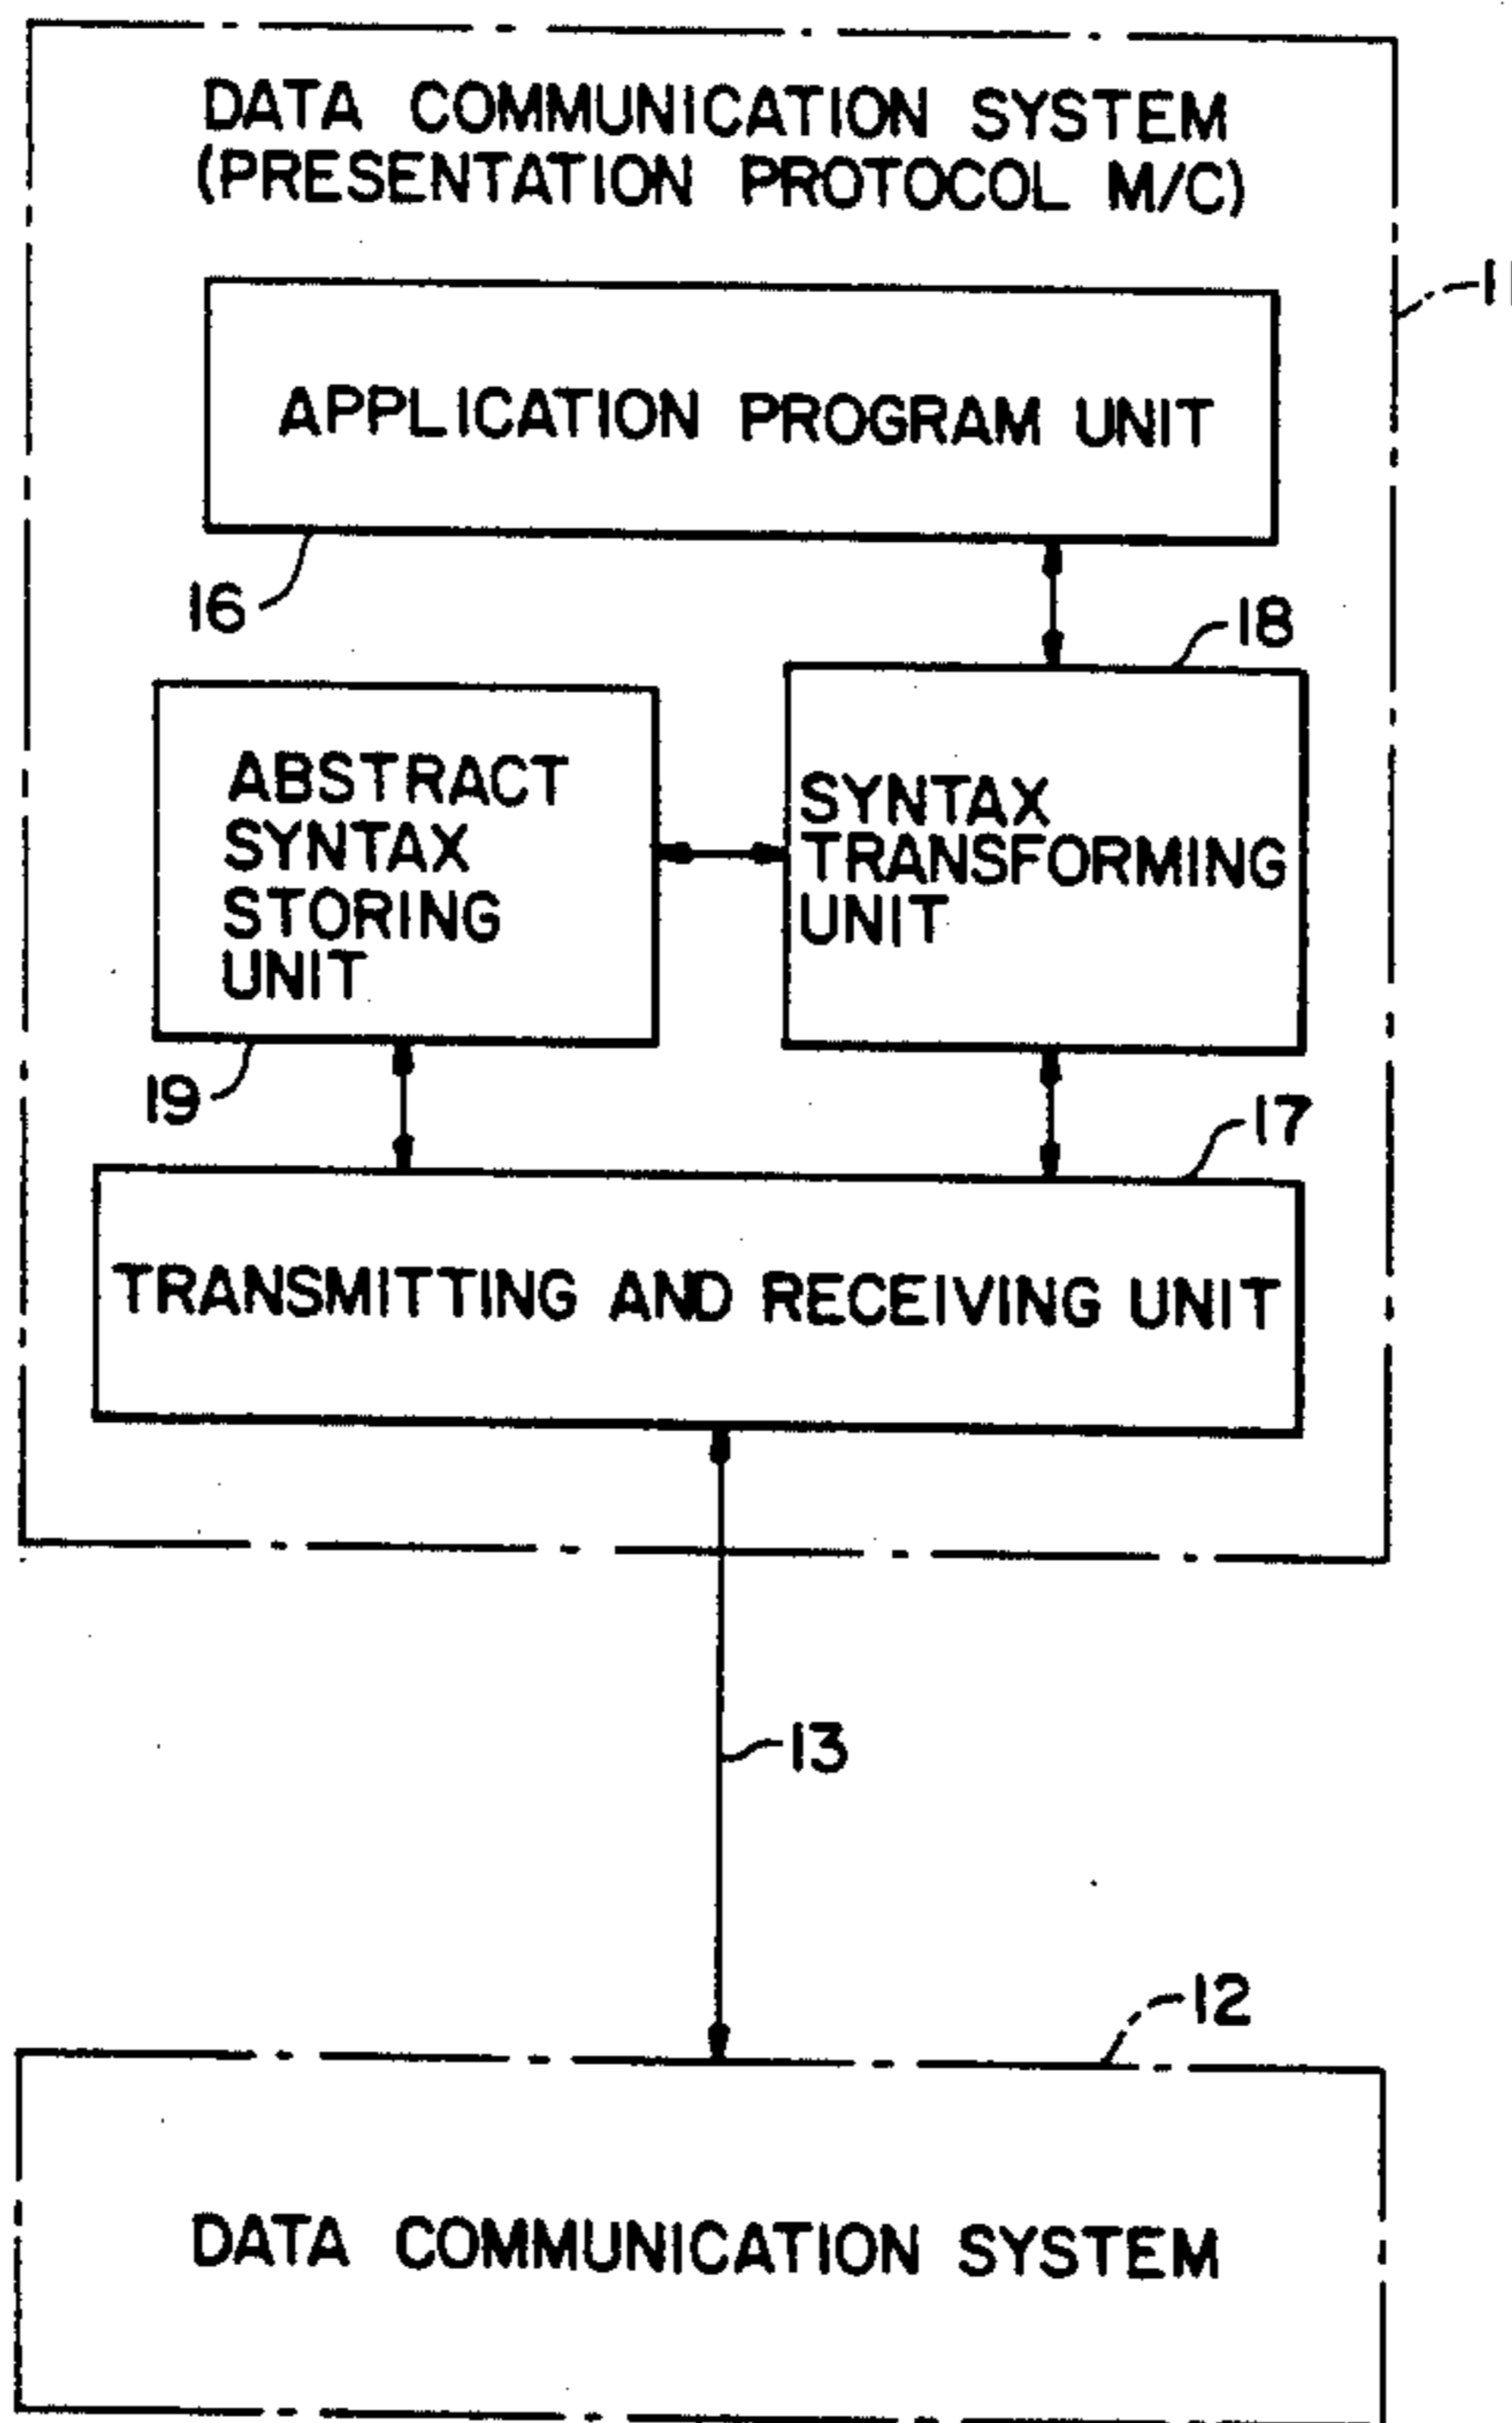 DATA COMMUNICATION SYSTEM
(PRESENTATION PROTOCOL M/C)
11
APPLICATION PROGRAM UNIT
16
18
ABSTRACT
SYNTAX
STORING
UNIT
SYNTAX
TRANSFORMING
UNIT
19
17
TRANSMITTING AND RECEIVING UNIT
13
12
DATA COMMUNICATION SYSTEM